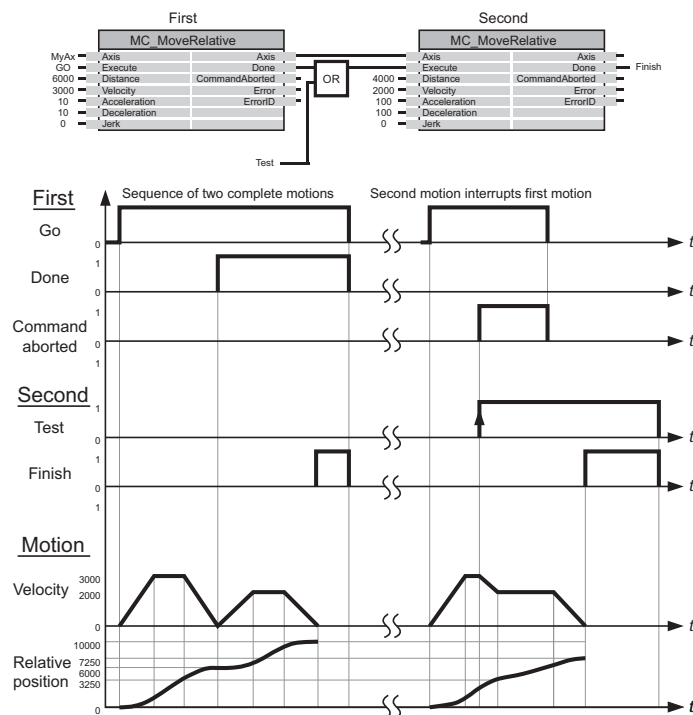 First
Second
MC_MoveRelative
MC_MoveRelative
MyAx Axis Axis Axis Axis
GO Execute Done Execute Done Finish
6000 Distance CommandAborted OR 4000 Distance CommandAborted
3000 Velocity Error 2000 Velocity Error
10 Acceleration ErrorID 100 Acceleration ErrorID
10 Deceleration 100 Deceleration
0 Jerk 0 Jerk
Test
First
Sequence of two complete motions
Second motion interrupts first motion
Go
0
t
1
Done
0
t
1
Command
aborted
0
t
1
Second
1
Test
0
t
1
Finish
0
t
1
Motion
3000
Velocity
2000
0
t
10000
Relative
position
7250
6000
3250
0
t